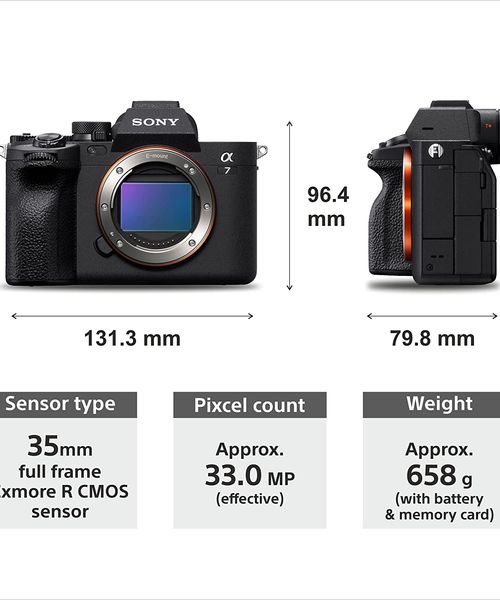 SONY
E-mount
α
7
96.4
mm
131.3 mm
79.8 mm
Sensor type
35mm
full frame
Exmore R CMOS
sensor
Pixcel count
Approx.
33.0 MP
(effective)
Weight
Approx.
658 g
(with battery
& memory card)